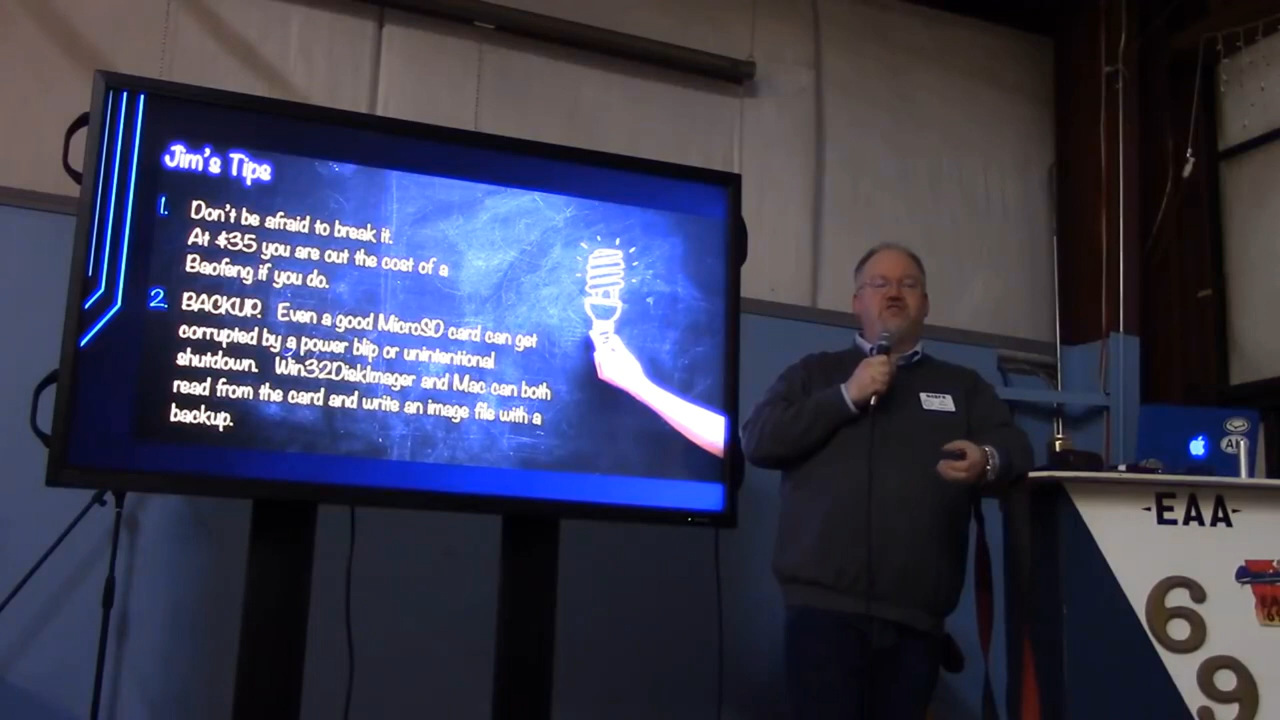 Jim's Tips
1. Don't be afraid to break it.
At $35 you are out the cost of a
Baofeng if you do.
2. BACKUP. Even a good MicroSD card can get
corrupted by a power blip or unintentional
shutdown. Win32DiskImager and Mac can both
read from the card and write an image file with a
backup.
-EAA-
6
9